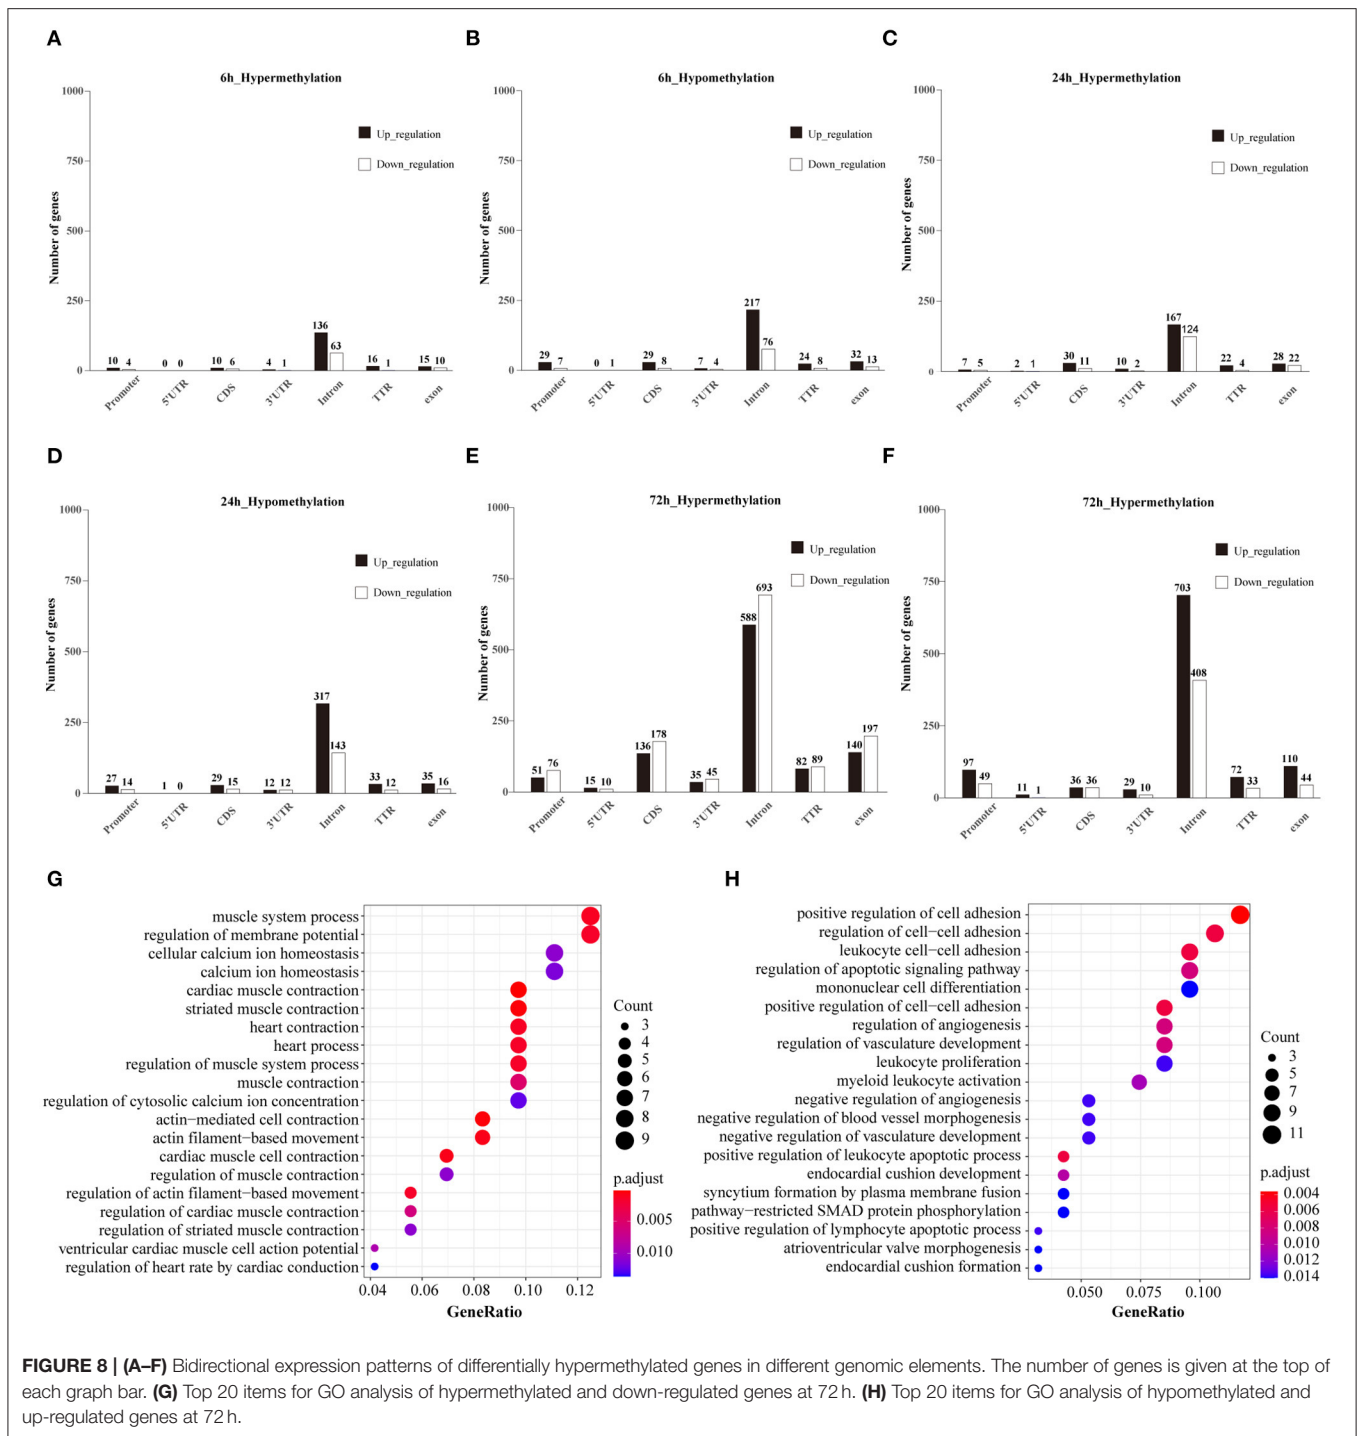 A
6h_Hypermethylation
Number of genes
1000
750
500
250
0
Up_regulation
Down_regulation
10 4 0 0 10 6 4 1 136 63 16 1 15 10
Promoter 5'UTR CDS 3'UTR Intron TTR exon
B
6h_Hypomethylation
Number of genes
1000
750
500
250
0
Up_regulation
Down_regulation
29 7 0 1 29 8 7 4 217 76 24 8 32 13
Promoter 5'UTR CDS 3'UTR Intron TTR exon
C
24h_Hypermethylation
Number of genes
1000
750
500
250
0
Up_regulation
Down_regulation
7 5 2 1 30 11 10 2 167 124 22 4 28 22
Promoter 5'UTR CDS 3'UTR Intron TTR exon
D
24h_Hypomethylation
Number of genes
1000
750
500
250
0
Up_regulation
Down_regulation
27 14 1 0 29 15 12 12 317 143 33 12 35 16
Promoter 5'UTR CDS 3'UTR Intron TTR exon
E
72h_Hypermethylation
Number of genes
1000
750
500
250
0
Up_regulation
Down_regulation
51 76 15 10 136 178 35 45 588 693 82 89 140 197
Promoter 5'UTR CDS 3'UTR Intron TTR exon
F
72h_Hypermethylation
Number of genes
1000
750
500
250
0
Up_regulation
Down_regulation
97 49 11 1 36 36 29 10 703 408 72 33 110 44
Promoter 5'UTR CDS 3'UTR Intron TTR exon
G
muscle system process
regulation of membrane potential
cellular calcium ion homeostasis
calcium ion homeostasis
cardiac muscle contraction
striated muscle contraction
heart contraction
heart process
regulation of muscle system process
muscle contraction
regulation of cytosolic calcium ion concentration
actin−mediated cell contraction
actin filament−based movement
cardiac muscle cell contraction
regulation of muscle contraction
regulation of actin filament−based movement
regulation of cardiac muscle contraction
regulation of striated muscle contraction
ventricular cardiac muscle cell action potential
regulation of heart rate by cardiac conduction
0.04 0.06 0.08 0.10 0.12
GeneRatio
Count
3
4
5
6
7
8
9
p.adjust
0.005
0.010
H
positive regulation of cell adhesion
regulation of cell−cell adhesion
leukocyte cell−cell adhesion
regulation of apoptotic signaling pathway
mononuclear cell differentiation
positive regulation of cell−cell adhesion
regulation of angiogenesis
regulation of vasculature development
leukocyte proliferation
myeloid leukocyte activation
negative regulation of angiogenesis
negative regulation of blood vessel morphogenesis
negative regulation of vasculature development
positive regulation of leukocyte apoptotic process
endocardial cushion development
syncytium formation by plasma membrane fusion
pathway−restricted SMAD protein phosphorylation
positive regulation of lymphocyte apoptotic process
atrioventricular valve morphogenesis
endocardial cushion formation
0.050 0.075 0.100
GeneRatio
Count
3
5
7
9
11
p.adjust
0.004
0.006
0.008
0.010
0.012
0.014
FIGURE 8 | (A–F) Bidirectional expression patterns of differentially hypermethylated genes in different genomic elements. The number of genes is given at the top of
each graph bar. (G) Top 20 items for GO analysis of hypermethylated and down-regulated genes at 72 h. (H) Top 20 items for GO analysis of hypomethylated and
up-regulated genes at 72 h.